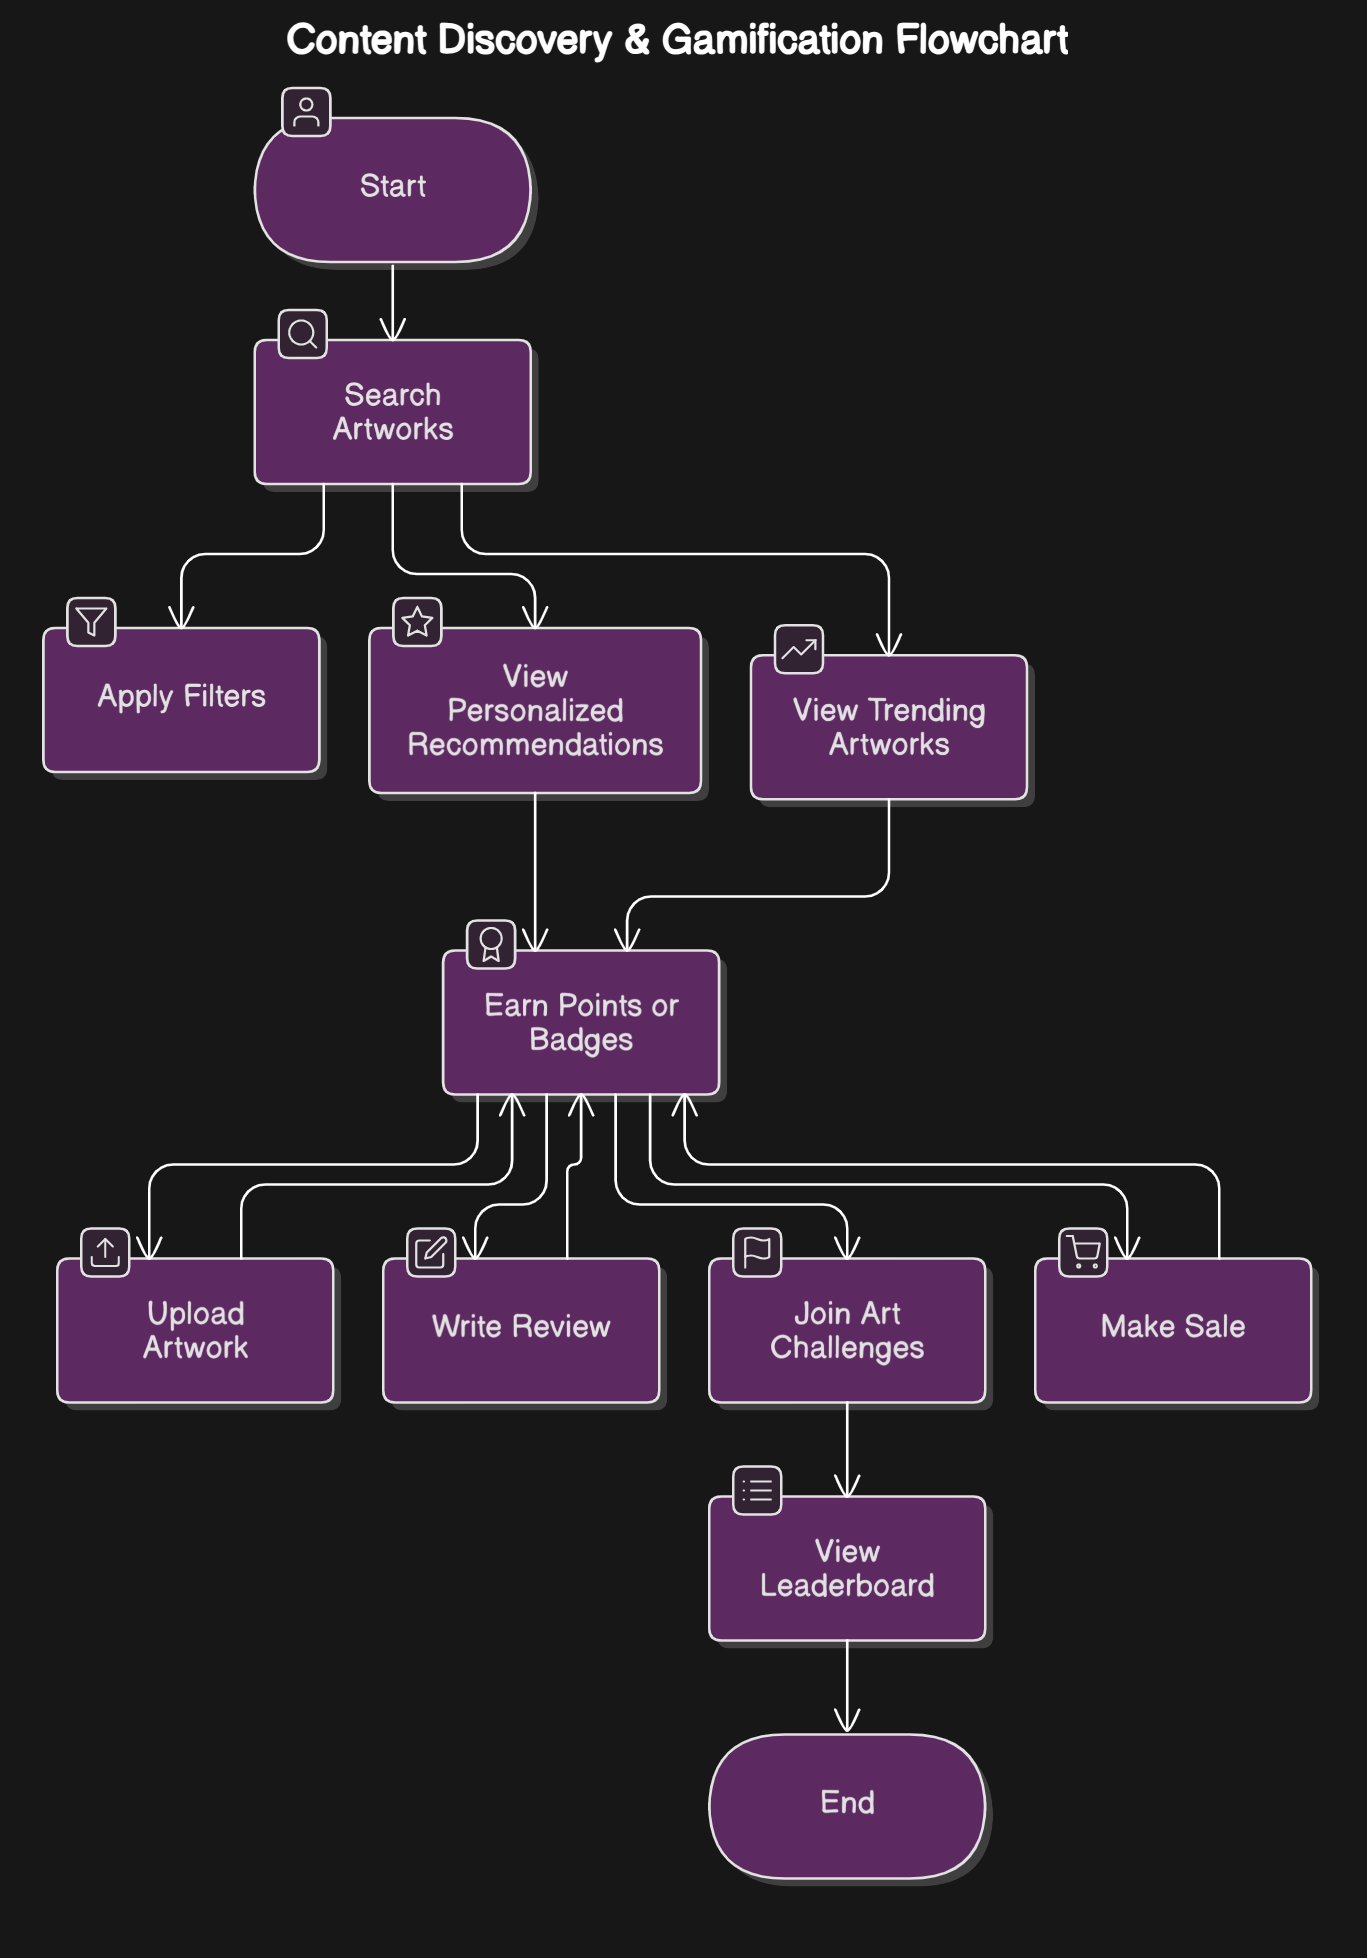 Content Discovery & Gamification Flowchart
Start
Search
Artworks
Apply Filters
View
Personalized
Recommendations
View Trending
Artworks
Earn Points or
Badges
Upload
Artwork
Write Review
Join Art
Challenges
Make Sale
View
Leaderboard
End